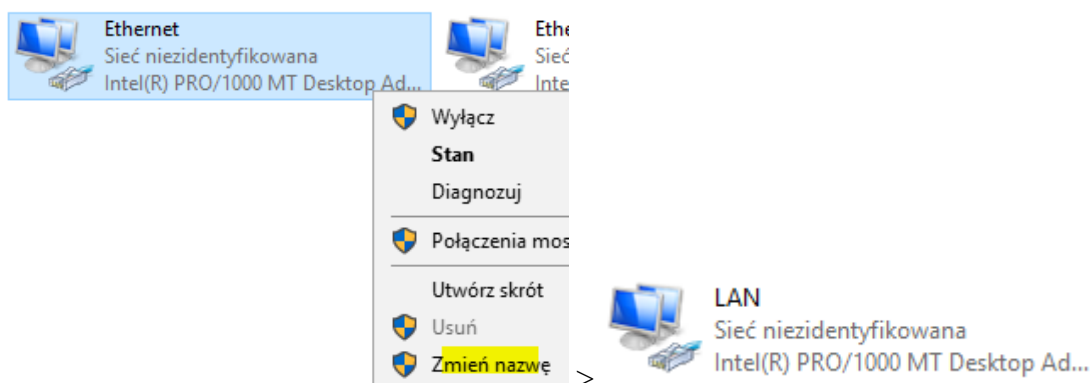 Ethernet
Sieć niezidentyfikowana
Intel(R) PRO/1000 MT Desktop Ad...
Ethe
Sieć
Inte
Wyłącz
Stan
Diagnozuj
Połączenia mos
Utwórz skrót
Usuń
Zmień nazwę
>
LAN
Sieć niezidentyfikowana
Intel(R) PRO/1000 MT Desktop Ad...